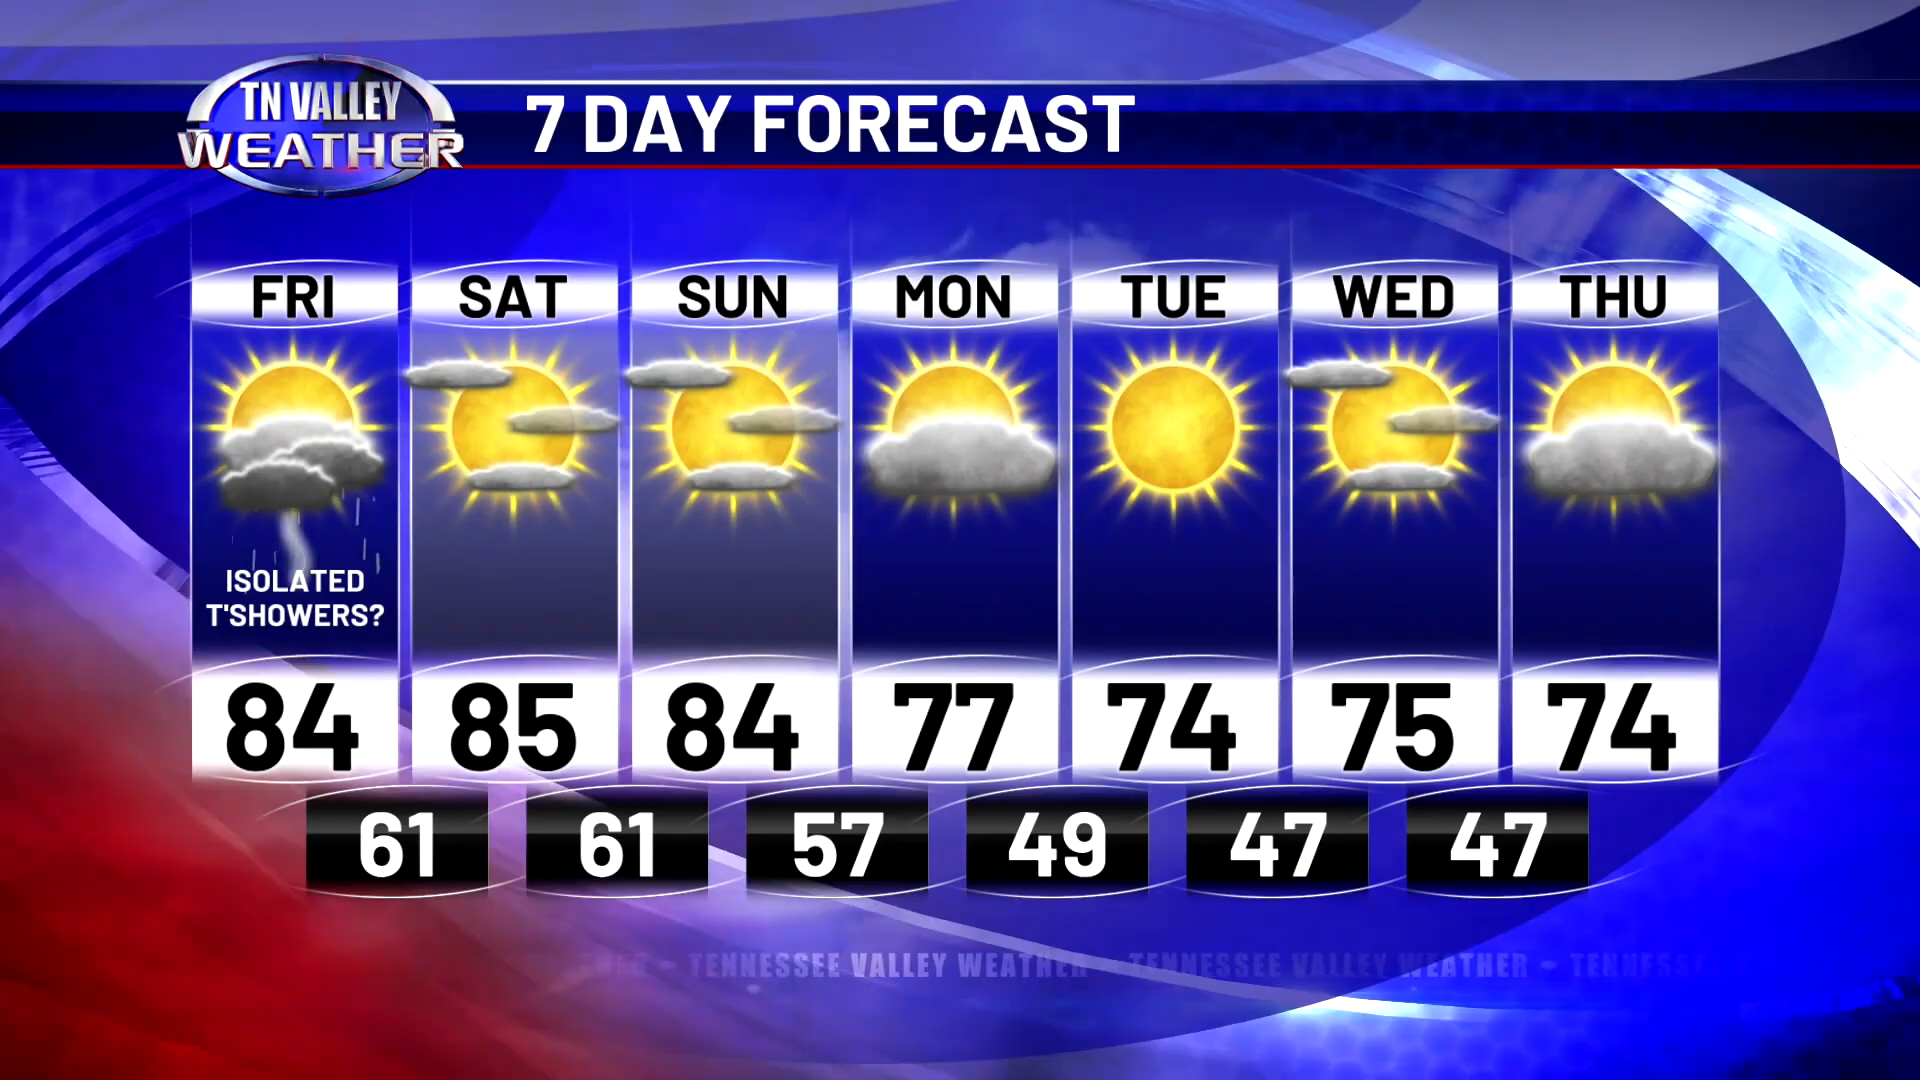 TN VALLEY
WEATHER
7 DAY FORECAST
FRI
SAT
SUN
MON
TUE
WED
THU
ISOLATED
T'SHOWERS?
84
85
84
77
74
75
74
61
61
57
49
47
47
TENNESSEE VALLEY WEATHER - TENNESSEE VALLEY WEATHER -